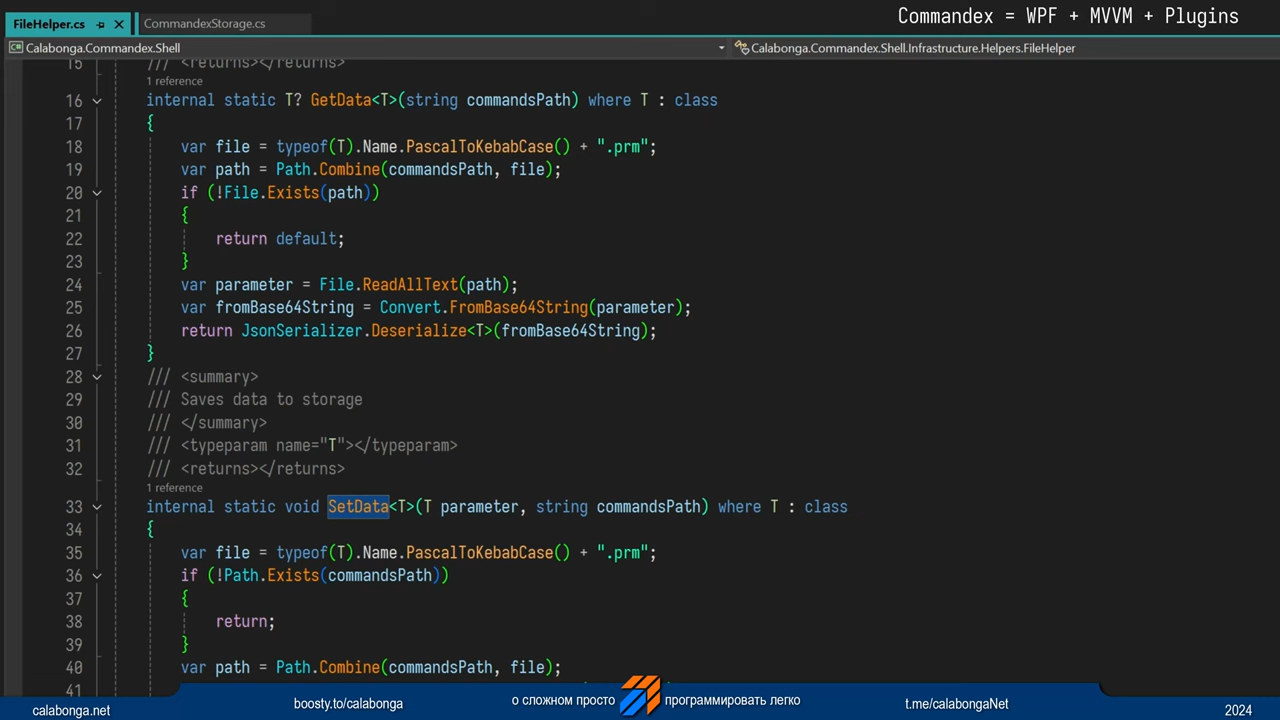 FileHelper.cs
CommandexStorage.cs
Commandex = WPF + MVVM + Plugins
Calabonga.Commandex.Shell
Calabonga.Commandex.Shell.Infrastructure.Helpers.FileHelper
15 /// <returns></returns>
1 reference
16 internal static T? GetData<T>(string commandsPath) where T : class
17 {
18 var file = typeof(T).Name.PascalToKebabCase() + ".prm";
19 var path = Path.Combine(commandsPath, file);
20 if (!File.Exists(path))
21 {
22 return default;
23 }
24 var parameter = File.ReadAllText(path);
25 var fromBase64String = Convert.FromBase64String(parameter);
26 return JsonSerializer.Deserialize<T>(fromBase64String);
27 }
28 /// <summary>
29 /// Saves data to storage
30 /// </summary>
31 /// <typeparam name="T"></typeparam>
32 /// <returns></returns>
1 reference
33 internal static void SetData<T>(T parameter, string commandsPath) where T : class
34 {
35 var file = typeof(T).Name.PascalToKebabCase() + ".prm";
36 if (!Path.Exists(commandsPath))
37 {
38 return;
39 }
40 var path = Path.Combine(commandsPath, file);
41
calabonga.net
boosty.to/calabonga
о сложном просто
программировать легко
t.me/calabongaNet
2024